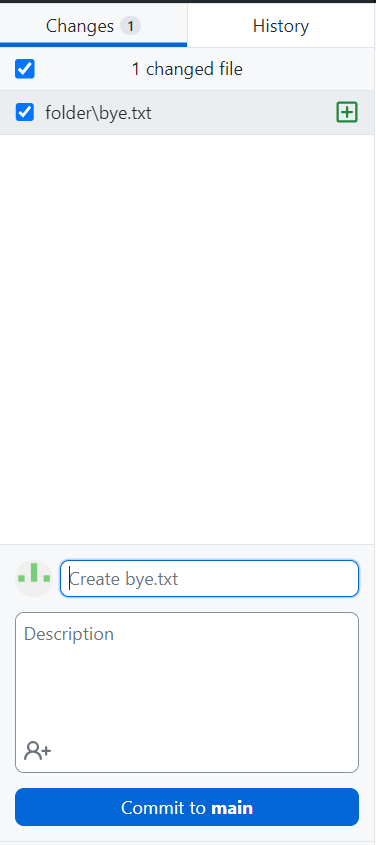 Changes 1 History
1 changed file
folder\bye.txt
Create bye.txt
Description
Commit to main